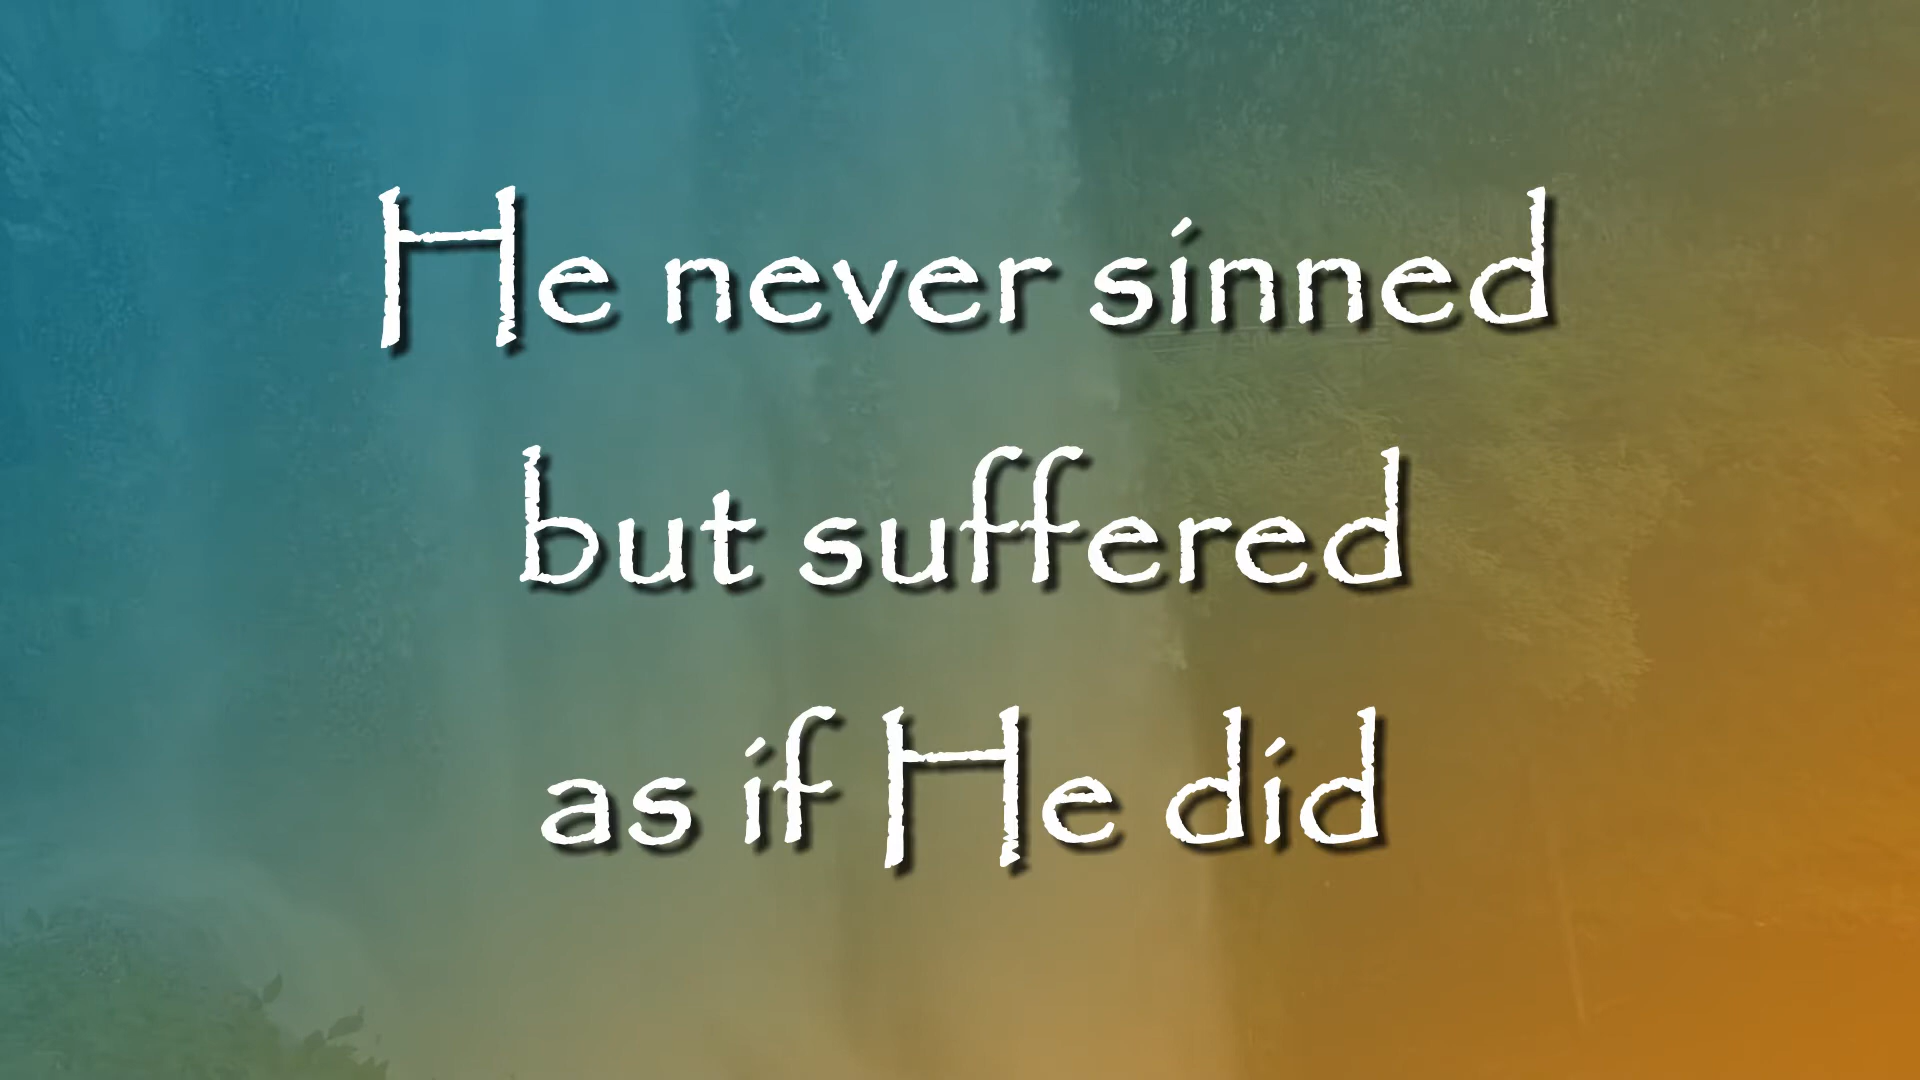 He never sinned
but suffered
as if He did